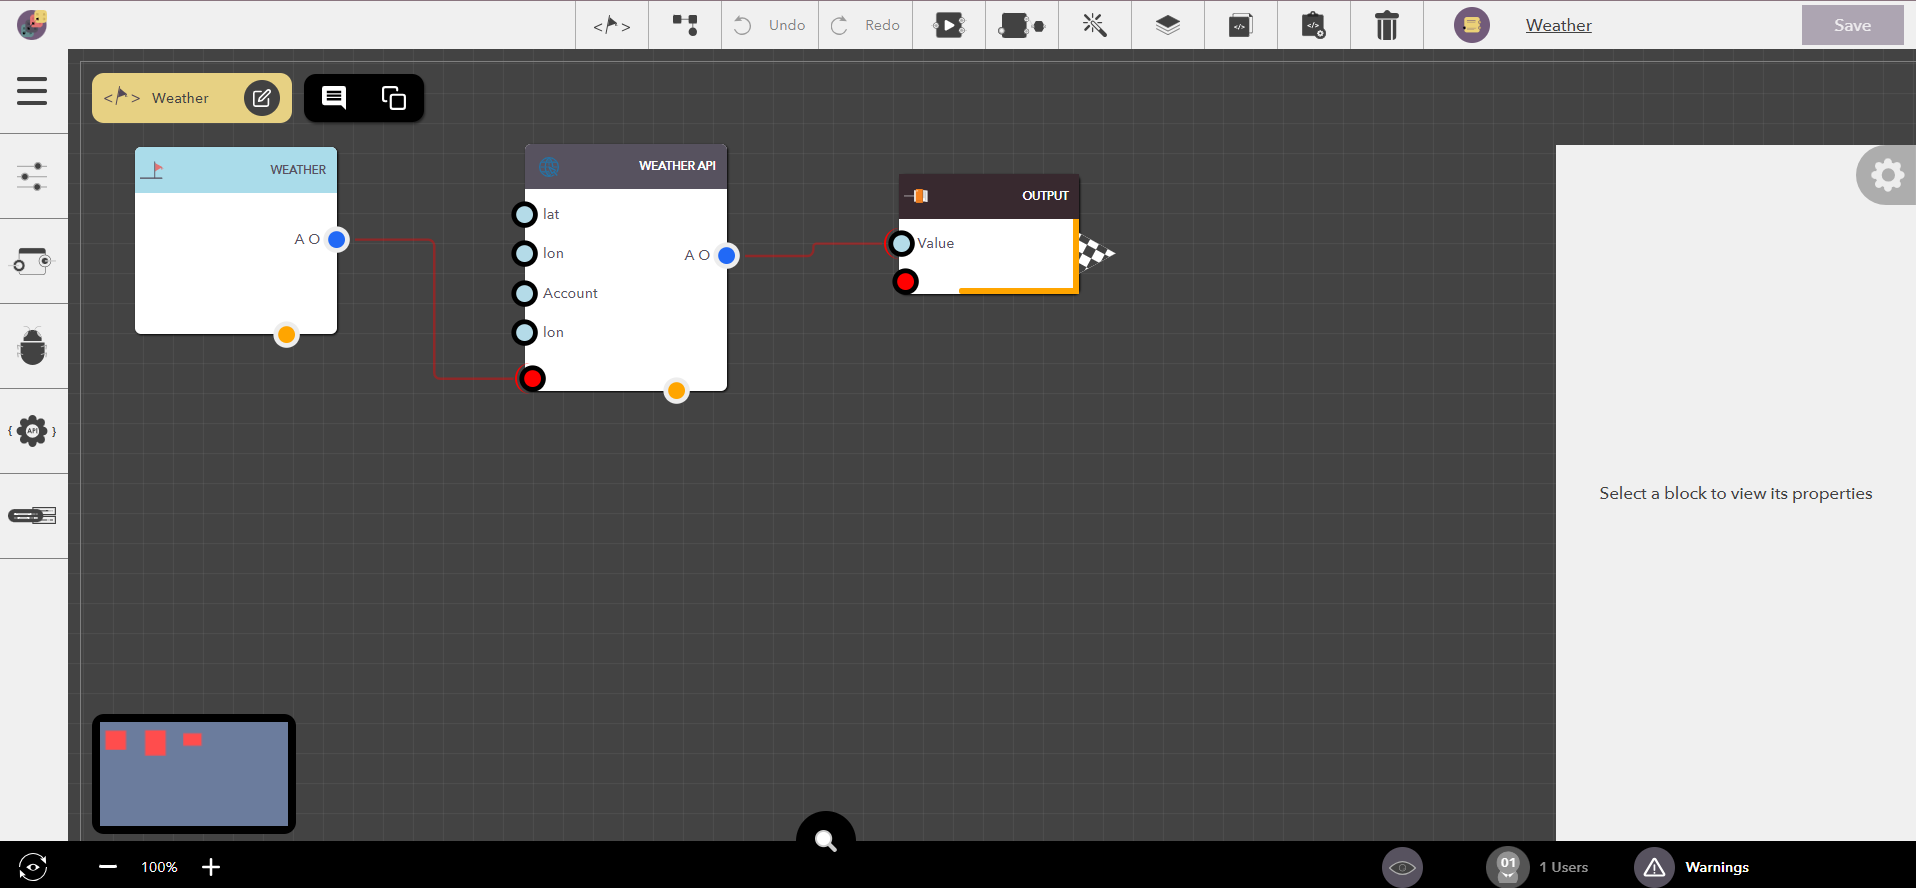 Undo
Redo
Weather
Save
Weather
WEATHER
A O
WEATHER API
lat
lon
Account
lon
A O
OUTPUT
Value
Select a block to view its properties
API
100%
01
1 Users
Warnings